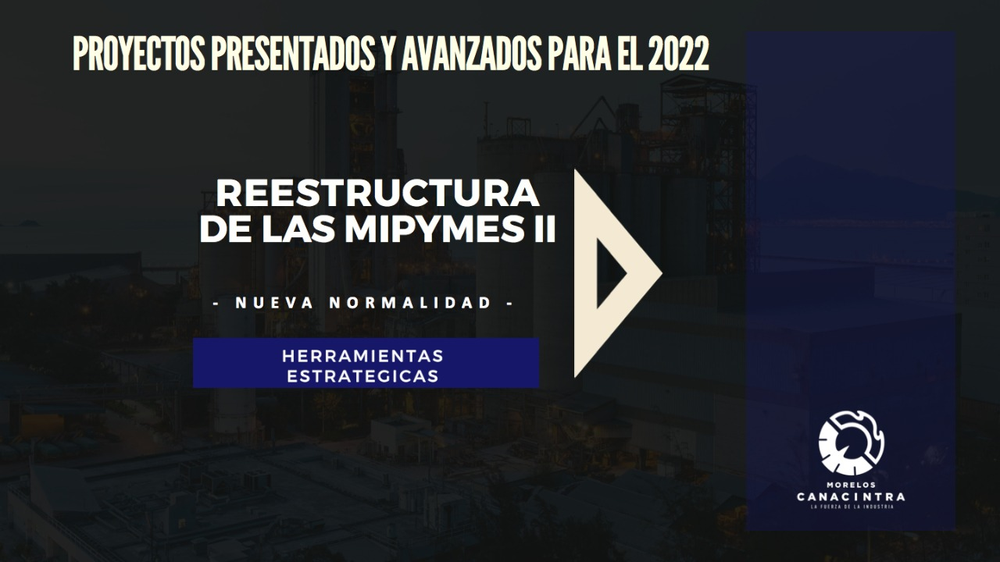 PROYECTOS PRESENTADOS Y AVANZADOS PARA EL 2022
REESTRUCTURA
DE LAS MIPYMES II
- NUEVA NORMALIDAD -
HERRAMIENTAS
ESTRATEGICAS
MORELOS
CANACINTRA
LA FUERZA DE LA INDUSTRIA